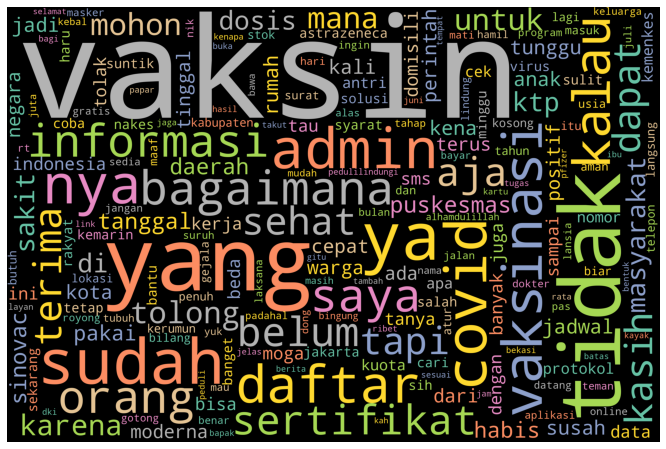 selamat masker
kebal
jadi mohon dosis mana untuk lagi keluarga
bagi nik kenapa stok astrazeneca ingin mati hamil program masuk juli
haru buka tempat kemenkes
vaksin
negara tolak suntik tinggal juta gratis papar hasil
kali domisili perintah tunggu dapat kalau
hari antri virus cek anak sulit
rumah solusi bawa surat juni lindung minggu ktp usia
coba nakes jaga kabupaten takut alas tahap kosong itu
rt informasi admin tau syarat kena tahun langsung
maaf sedia bayar pfizer aman ibu
indonesia daerah mudah pedulilindungi terus vaksinasi positif
sakit nya bagaimana aja sms dan kartu tugas
jangan puskesmas masyarakat
tanggal kerja sehat bulan alhamdulillah juga nomor
link kemarin rakyat suruh cepat jalan lansia telepon
terima yang ad yad covid tidak
butuh di gejala laksana gitu nama dokter biar sampai
ini lokasi bantu beda warga ada apa bentuk
kota masih tambah banyak rata
sinovac tetap penuh tolong saya salah atur jadwal
layan pakai tubuh padahal belum tanya tapi pas kasih
royong kerumun yuk dong bingung ribet batas kayak
sekarang sudah bilang banget moga jelas jakarta kuota cari dengan bekasi protokol
mau berita sih sesuai dari datang teman
orang peduli daftar bisa jam aplikasi online
dki gotong benar sertifikat habis susah data
karena moderna bapak kah